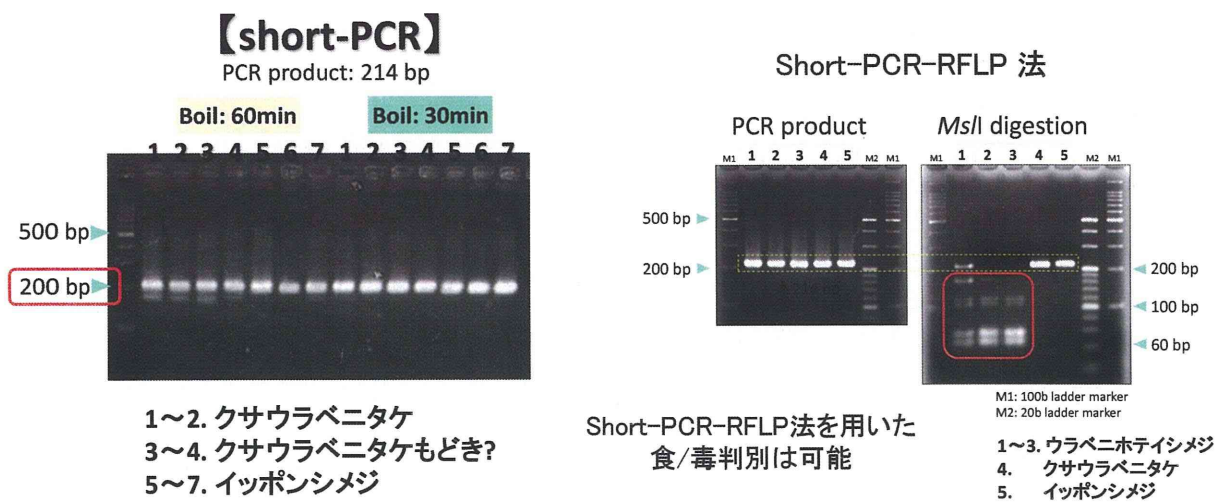 【short-PCR】
PCR product: 214 bp
Boil: 60min
Boil: 30min
1 2 3 4 5 6 7 1 2 3 4 5 6 7
500 bp
200 bp
1～2. クサウラベニタケ
3～4. クサウラベニタケもどき?
5～7. イッポンシメジ
Short-PCR-RFLP 法
PCR product
MslI digestion
M1 1 2 3 4 5 M2 M1
M1 1 2 3 4 5 M2 M1
500 bp
200 bp
200 bp
100 bp
60 bp
M1: 100b ladder marker
M2: 20b ladder marker
Short-PCR-RFLP法を用いた
食/毒判別は可能
1～3. ウラベニホテイシメジ
4. クサウラベニタケ
5. イッポンシメジ